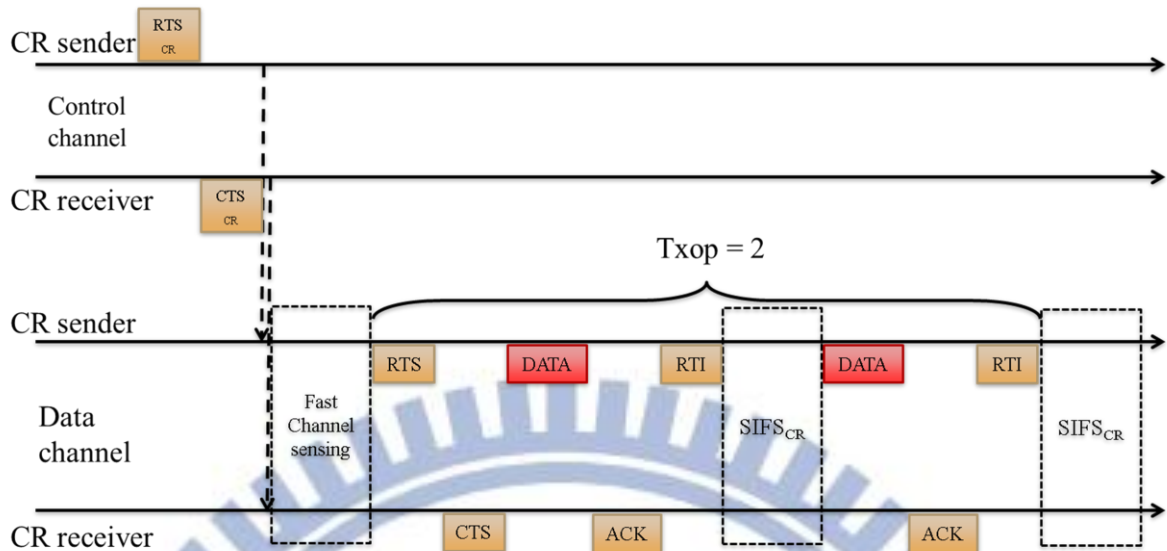 RTS
CR
CR sender
Control
channel
CTS
CR
CR receiver
Txop = 2
CR sender
RTS
DATA
RTI
DATA
RTI
Fast
Channel
sensing
SIFSCR
SIFSCR
Data
channel
CTS
ACK
ACK
CR receiver